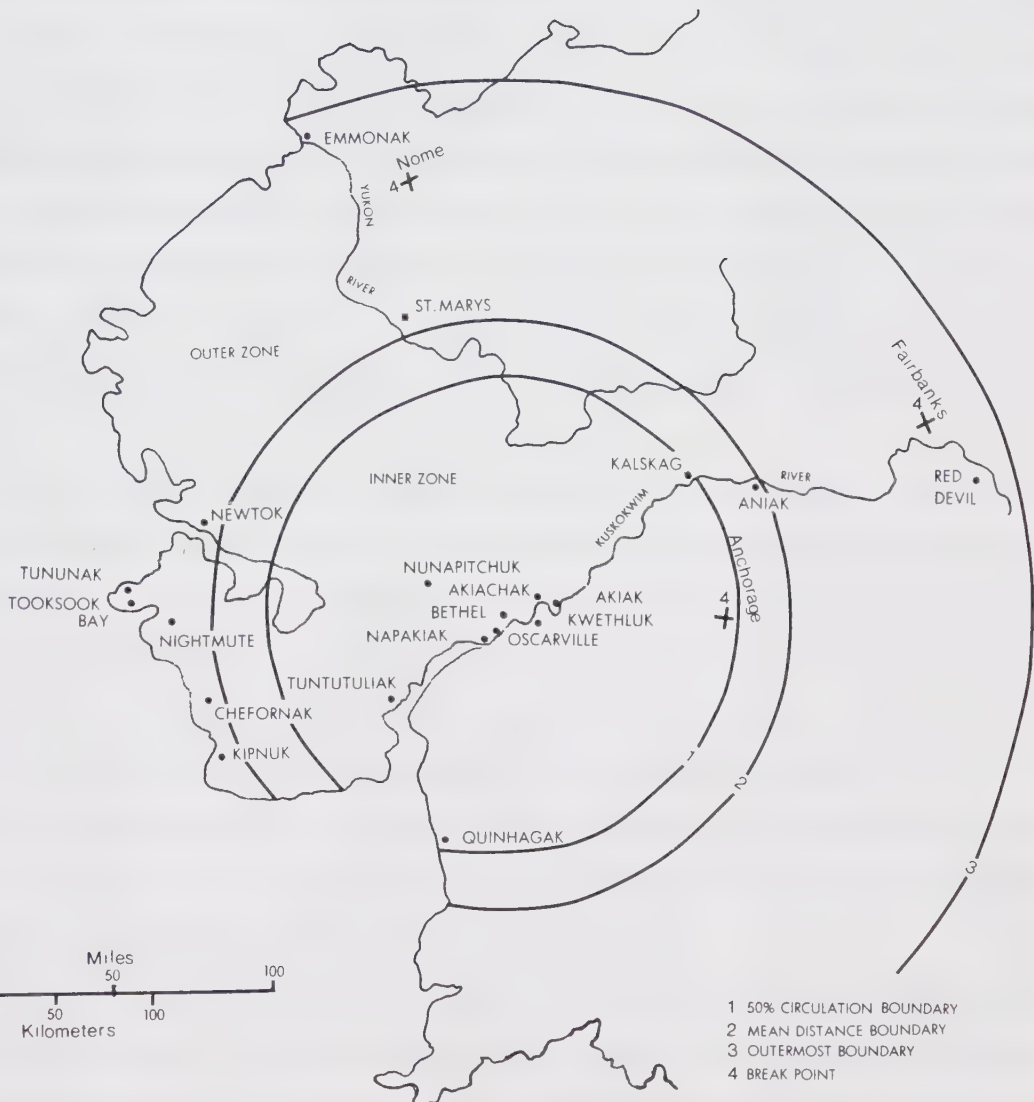 EMMONAK
Nome
4
YUKON
RIVER
ST. MARYS
OUTER ZONE
Fairbanks
4
KALSKAG
RIVER
RED
DEVIL
INNER ZONE
ANIAK
KUSKOKWIM
NEWTOK
Anchorage
4
NUNAPITCHUK
TUNUNAK
AKIACHAK
AKIAK
TOOKSOOK
BAY
BETHEL
KWETHLUK
NIGHTMUTE
NAPAKIAK
OSCARVILLE
TUNTUTULIAK
CHEFORNAK
KIPNUK
1
2
QUINHAGAK
3
Miles
50
100
50
100
Kilometers
1 50% CIRCULATION BOUNDARY
2 MEAN DISTANCE BOUNDARY
3 OUTERMOST BOUNDARY
4 BREAK POINT